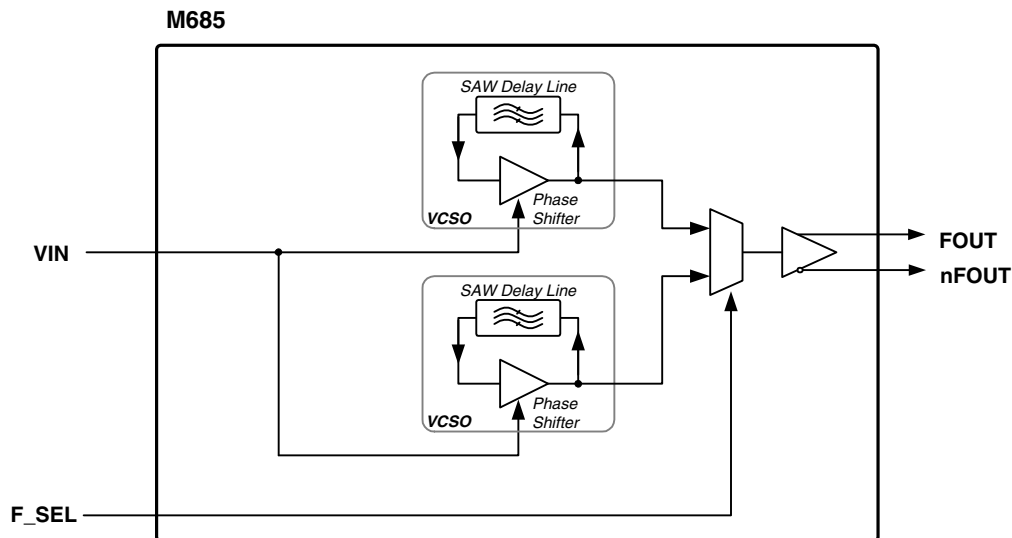 M685
SAW Delay Line
Phase
Shifter
VCSO
VIN
FOUT
nFOUT
SAW Delay Line
Phase
Shifter
VCSO
F_SEL